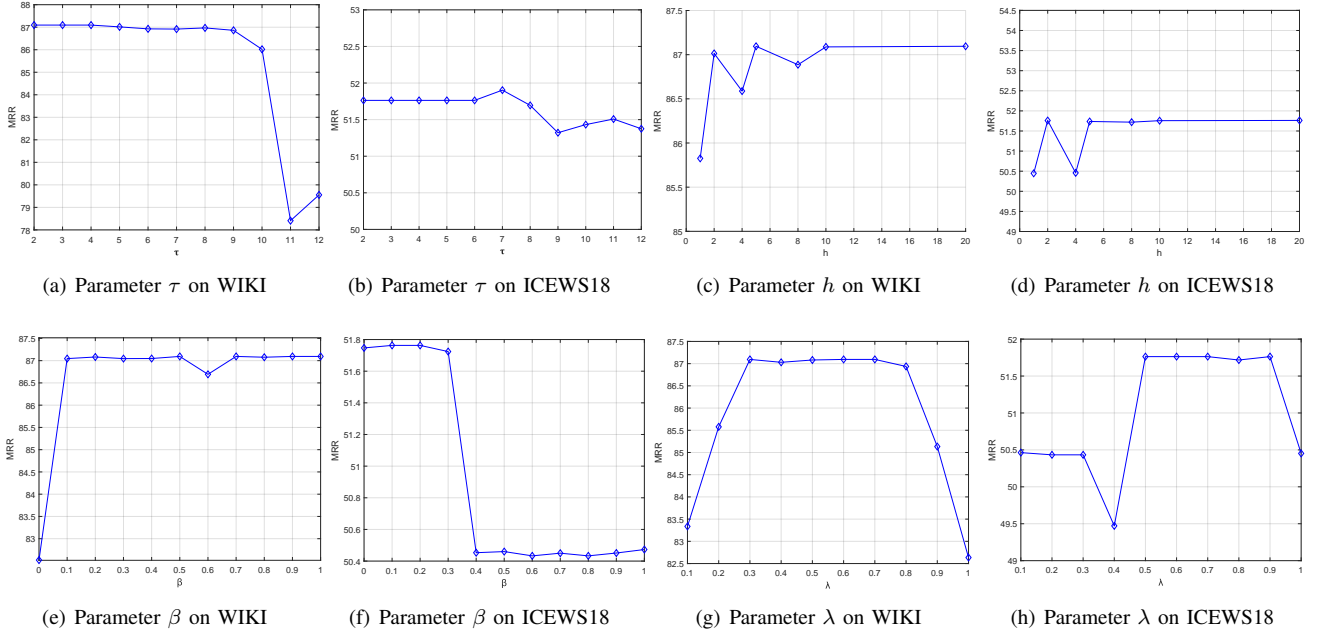 88
87
86
85
84
83
82
81
80
79
78
MRR
2 3 4 5 6 7 8 9 10 11 12
τ
(a) Parameter τ on WIKI
53
52.5
52
51.5
51
50.5
50
MRR
2 3 4 5 6 7 8 9 10 11 12
τ
(b) Parameter τ on ICEWS18
87.5
87
86.5
86
85.5
85
MRR
0 2 4 6 8 10 12 14 16 18 20
h
(c) Parameter h on WIKI
54.5
54
53.5
53
52.5
52
51.5
51
50.5
50
49.5
49
MRR
0 2 4 6 8 10 12 14 16 18 20
h
(d) Parameter h on ICEWS18
87.5
87
86.5
86
85.5
85
84.5
84
83.5
83
MRR
0 0.1 0.2 0.3 0.4 0.5 0.6 0.7 0.8 0.9 1
β
(e) Parameter β on WIKI
51.8
51.6
51.4
51.2
51
50.8
50.6
50.4
MRR
0 0.1 0.2 0.3 0.4 0.5 0.6 0.7 0.8 0.9 1
β
(f) Parameter β on ICEWS18
87.5
87
86.5
86
85.5
85
84.5
84
83.5
83
82.5
MRR
0.1 0.2 0.3 0.4 0.5 0.6 0.7 0.8 0.9 1
λ
(g) Parameter λ on WIKI
52
51.5
51
50.5
50
49.5
49
MRR
0.1 0.2 0.3 0.4 0.5 0.6 0.7 0.8 0.9 1
λ
(h) Parameter λ on ICEWS18